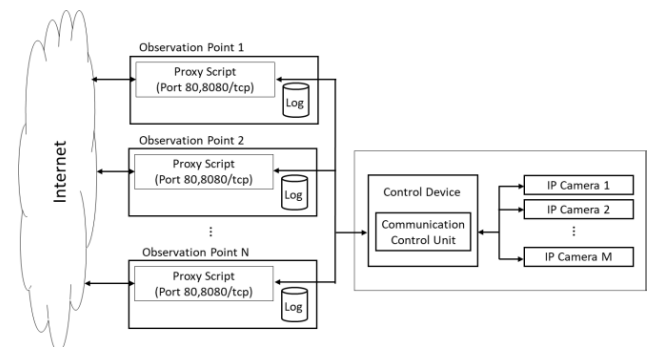 Internet
Observation Point 1
Proxy Script
(Port 80,8080/tcp)
Log
Observation Point 2
Proxy Script
(Port 80,8080/tcp)
Log
Observation Point N
Proxy Script
(Port 80,8080/tcp)
Log
Control Device
Communication
Control Unit
IP Camera 1
IP Camera 2
IP Camera M